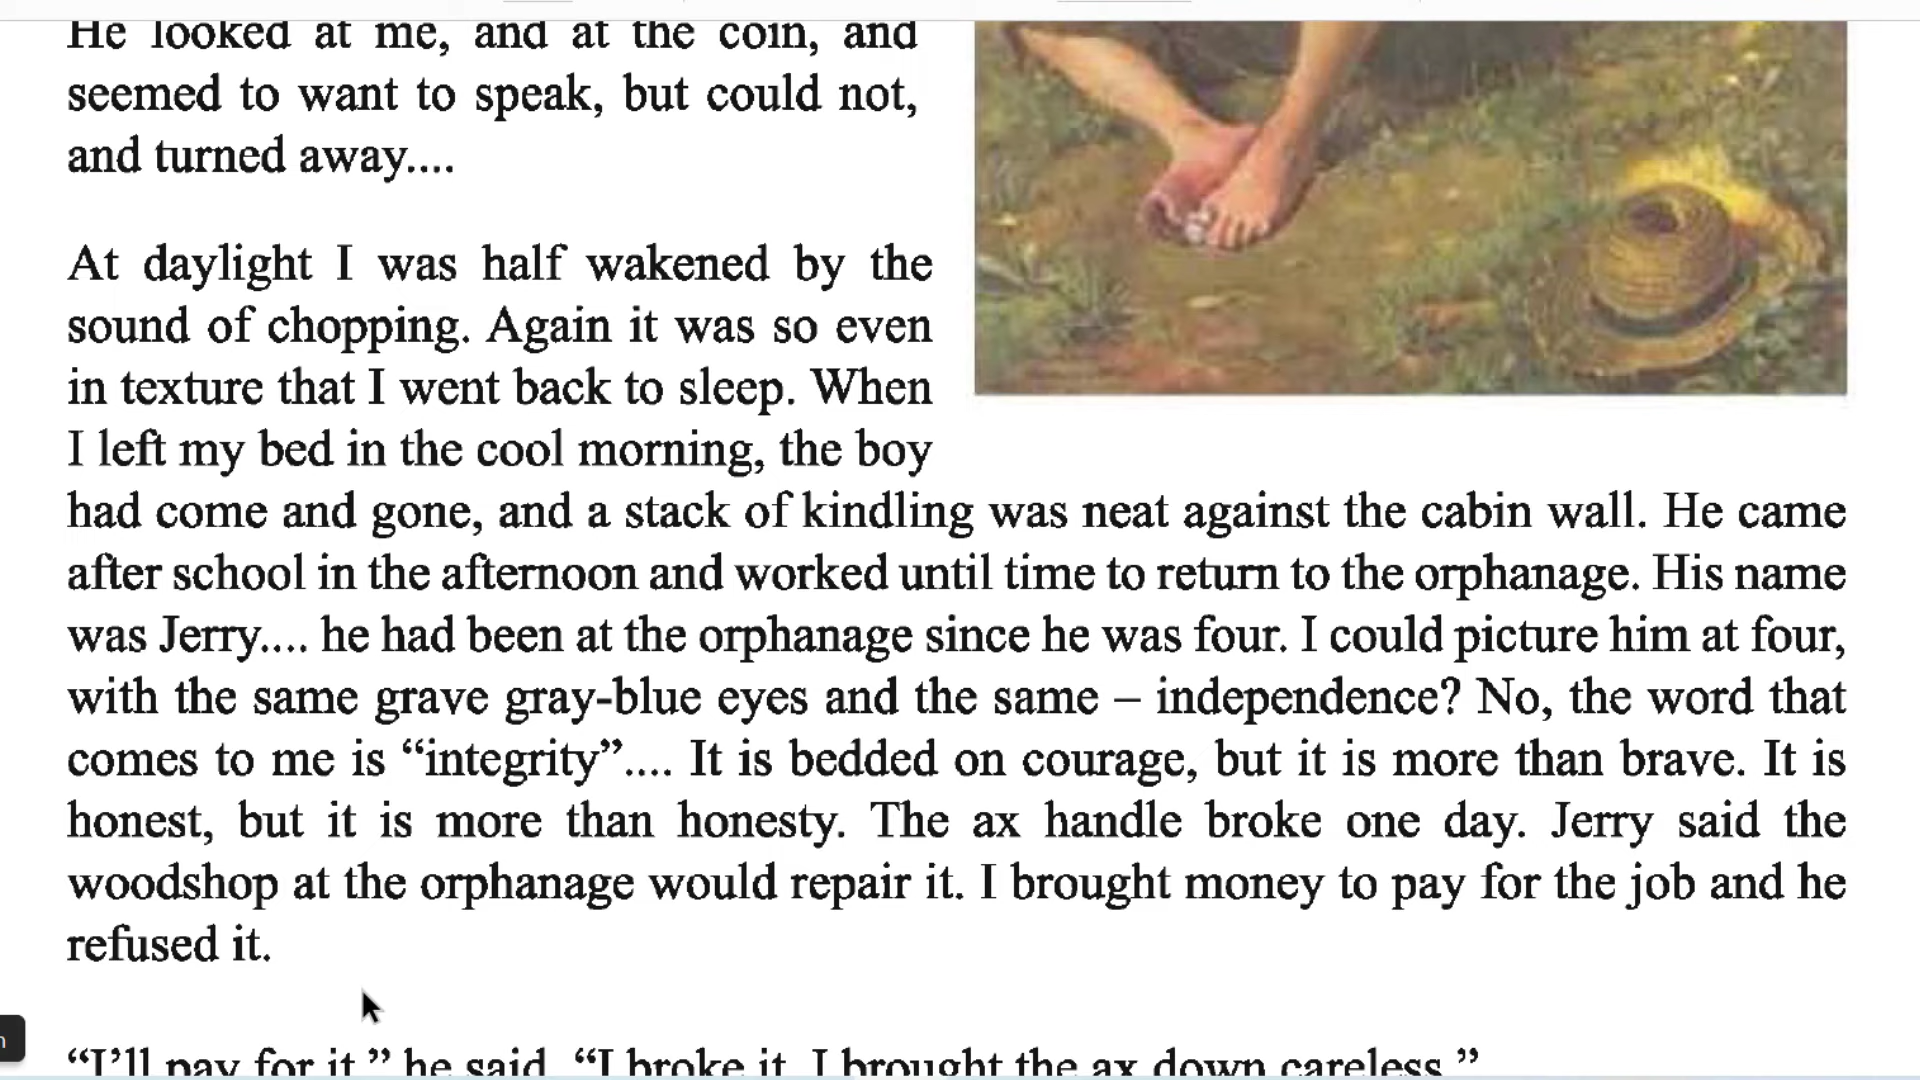 He looked at me, and at the coin, and
seemed to want to speak, but could not,
and turned away....
At daylight I was half wakened by the
sound of chopping. Again it was so even
in texture that I went back to sleep. When
I left my bed in the cool morning, the boy
had come and gone, and a stack of kindling was neat against the cabin wall. He came
after school in the afternoon and worked until time to return to the orphanage. His name
was Jerry.... he had been at the orphanage since he was four. I could picture him at four,
with the same grave gray-blue eyes and the same – independence? No, the word that
comes to me is “integrity”.... It is bedded on courage, but it is more than brave. It is
honest, but it is more than honesty. The ax handle broke one day. Jerry said the
woodshop at the orphanage would repair it. I brought money to pay for the job and he
refused it.
“I’ll pay for it,” he said. “I broke it. I brought the ax down careless.”